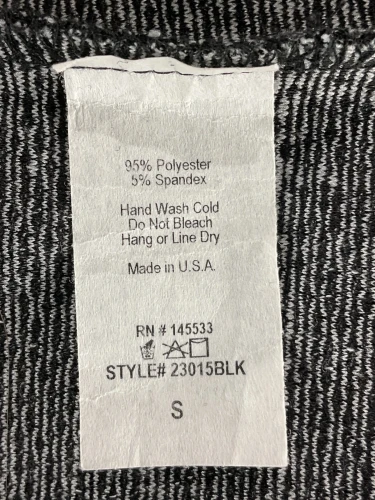 95% Polyester
5% Spandex
Hand Wash Cold
Do Not Bleach
Hang or Line Dry
Made in U.S.A.
RN # 145533
STYLE# 23015BLK
S